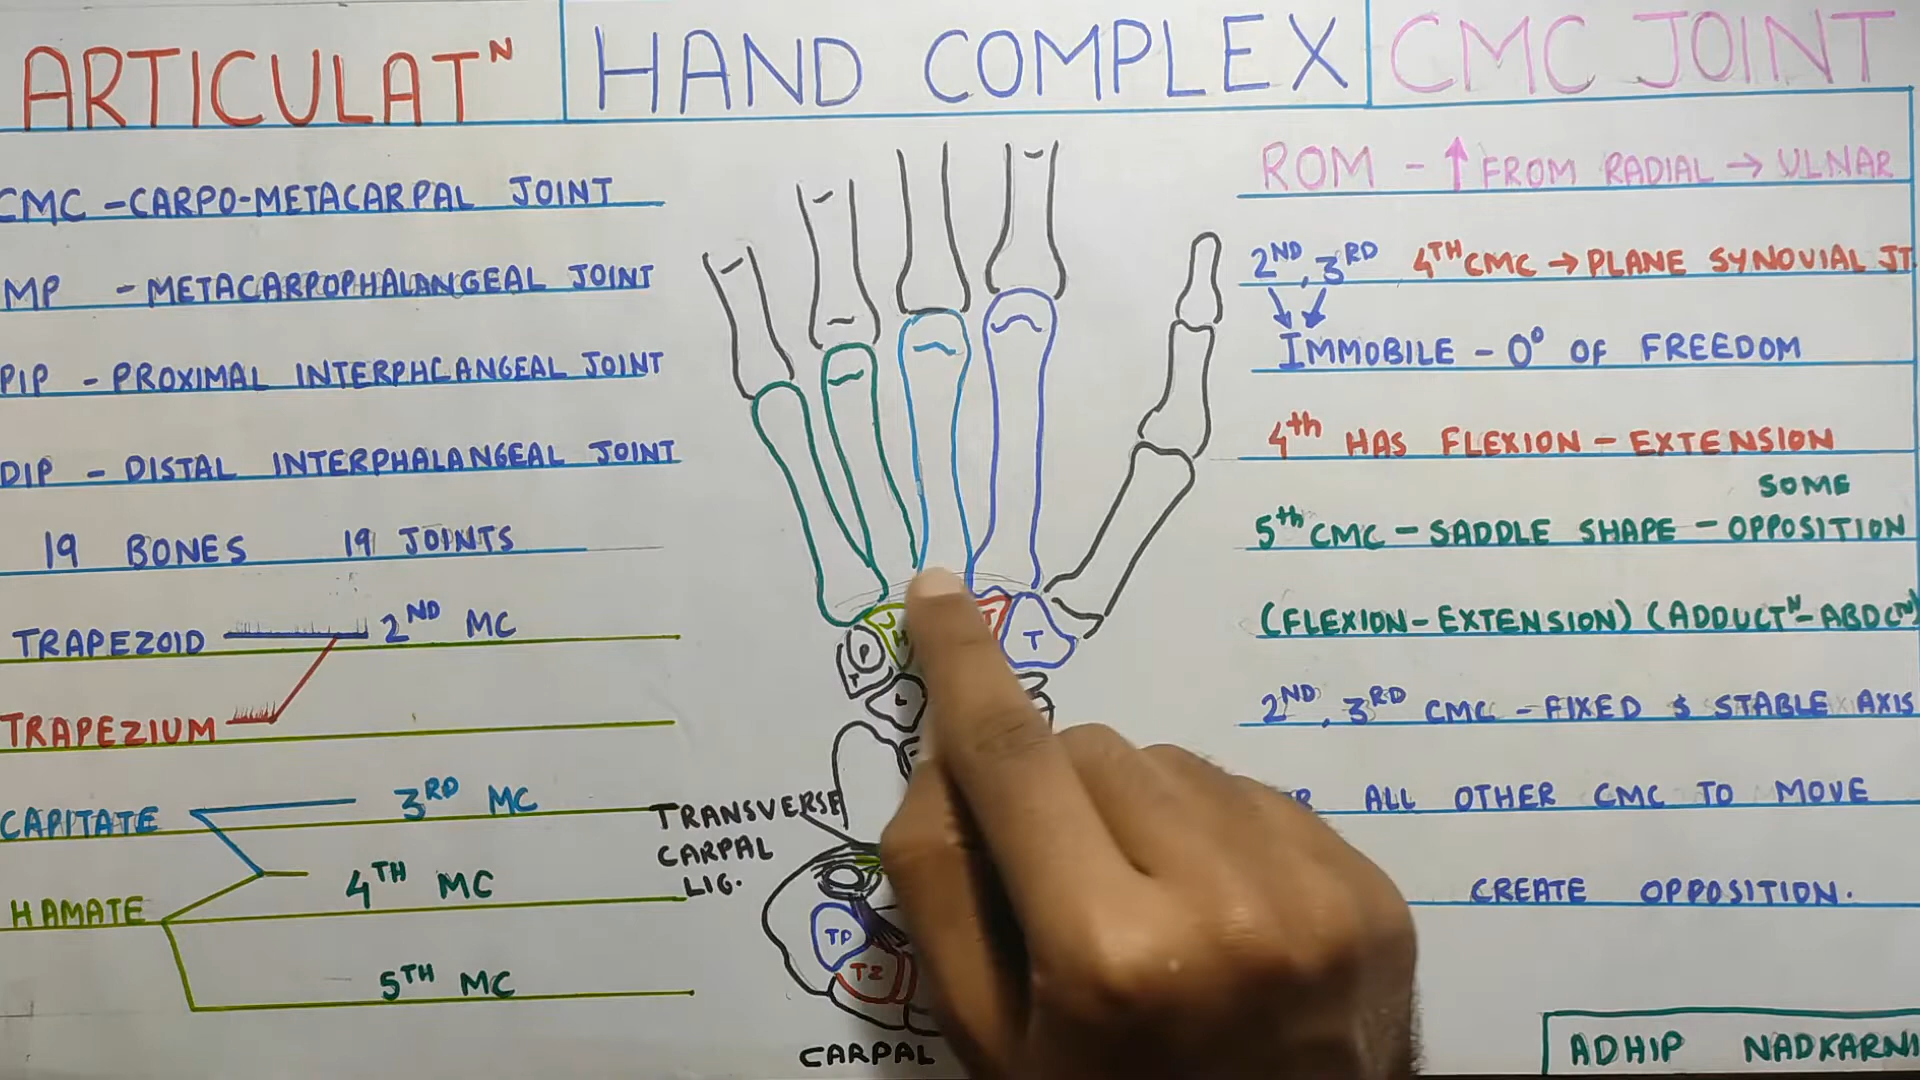 ARTICULATᴺ
HAND COMPLEX
CMC JOINT
CMC - CARPO-METACARPAL JOINT
MP - METACARPOPHALANGEAL JOINT
PIP - PROXIMAL INTERPHCANGEAL JOINT
DIP - DISTAL INTERPHALANGEAL JOINT
19 BONES 19 JOINTS
TRAPEZOID 2ND MC
TRAPEZIUM
CAPITATE 3RD MC
4TH MC
HAMATE
5TH MC
H
T
T
P
T
L
TRANSVERSE
CARPAL
LIG.
TP
TZ
CARPAL
ROM - ↑ FROM RADIAL → ULNAR
2ND, 3RD 4TH CMC → PLANE SYNOVIAL JT
IMMOBILE - 0° OF FREEDOM
4th HAS FLEXION - EXTENSION
SOME
5th CMC - SADDLE SHAPE - OPPOSITION
(FLEXION-EXTENSION) (ADDUCTᴺ-ABDCᴺ)
2ND, 3RD CMC - FIXED & STABLE AXIS
ALL OTHER CMC TO MOVE
CREATE OPPOSITION.
ADHIP NADKARNI